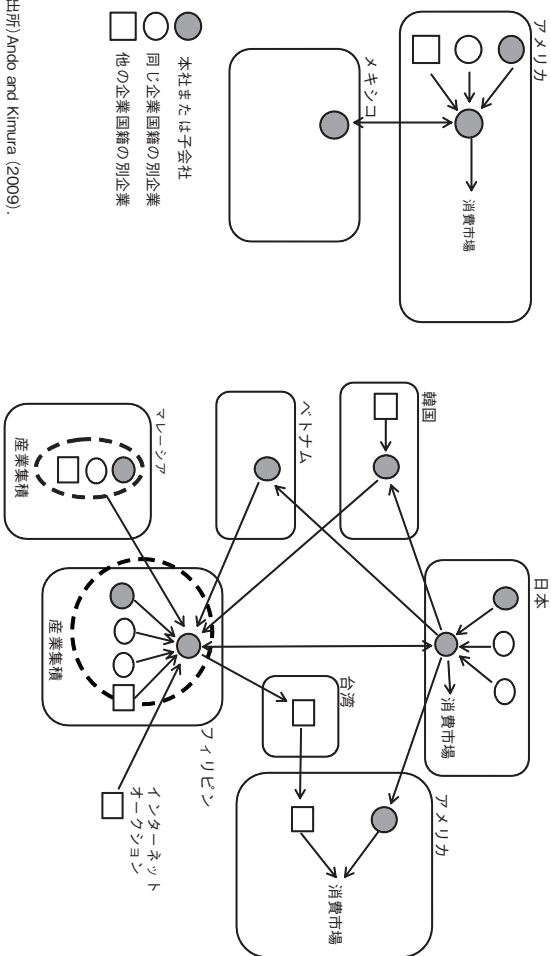 アメリカ
消費市場
メキシコ
本社または子会社
同じ企業国籍の別企業
他の企業国籍の別企業
出所)Ando and Kimura (2009).
日本
消費市場
韓国
ベトナム
マレーシア
産業集積
台湾
フィリピン
産業集積
アメリカ
消費市場
インターネット
オークション